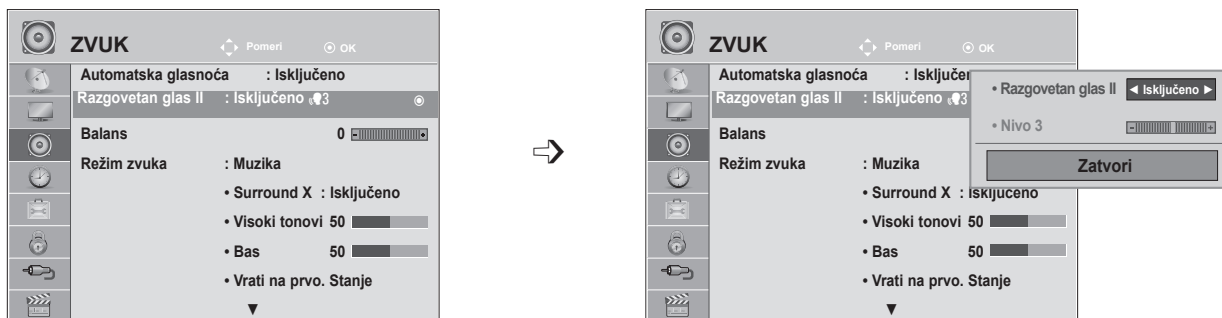 ZVUK
Pomeri
OK
Automatska glasnoća : Isključeno
Razgovetan glas II : Isključeno 3
Balans 0 - +
Režim zvuka : Muzika
• Surround X : Isključeno
• Visoki tonovi 50
• Bas 50
• Vrati na prvo. Stanje
▼
ZVUK
Pomeri
OK
Automatska glasnoća : Isključen
Razgovetan glas II : Isključeno 3
Balans
Režim zvuka : Muzika
• Surround X : Isključeno
• Visoki tonovi 50
• Bas 50
• Vrati na prvo. Stanje
▼
• Razgovetan glas II ◄ Isključeno ►
• Nivo 3 - +
Zatvori